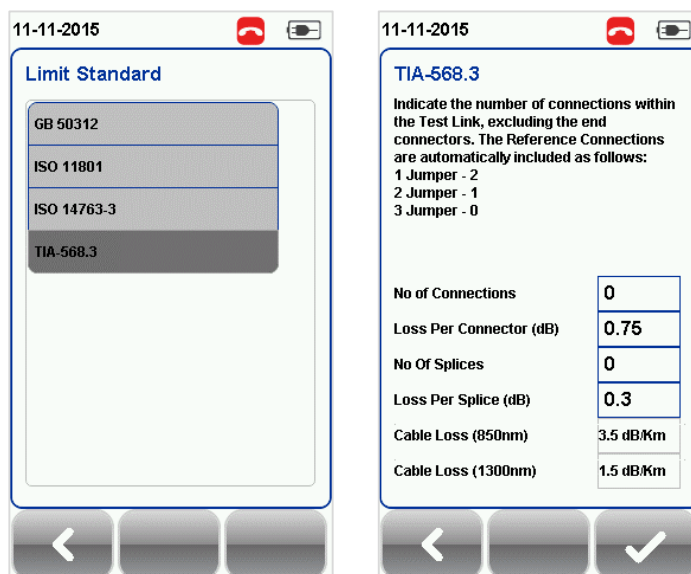 11-11-2015
Limit Standard
GB 50312
ISO 11801
ISO 14763-3
TIA-568.3
11-11-2015
TIA-568.3
Indicate the number of connections within
the Test Link, excluding the end
connectors. The Reference Connections
are automatically included as follows:
1 Jumper - 2
2 Jumper - 1
3 Jumper - 0
No of Connections 0
Loss Per Connector (dB) 0.75
No Of Splices 0
Loss Per Splice (dB) 0.3
Cable Loss (850nm) 3.5 dB/Km
Cable Loss (1300nm) 1.5 dB/Km